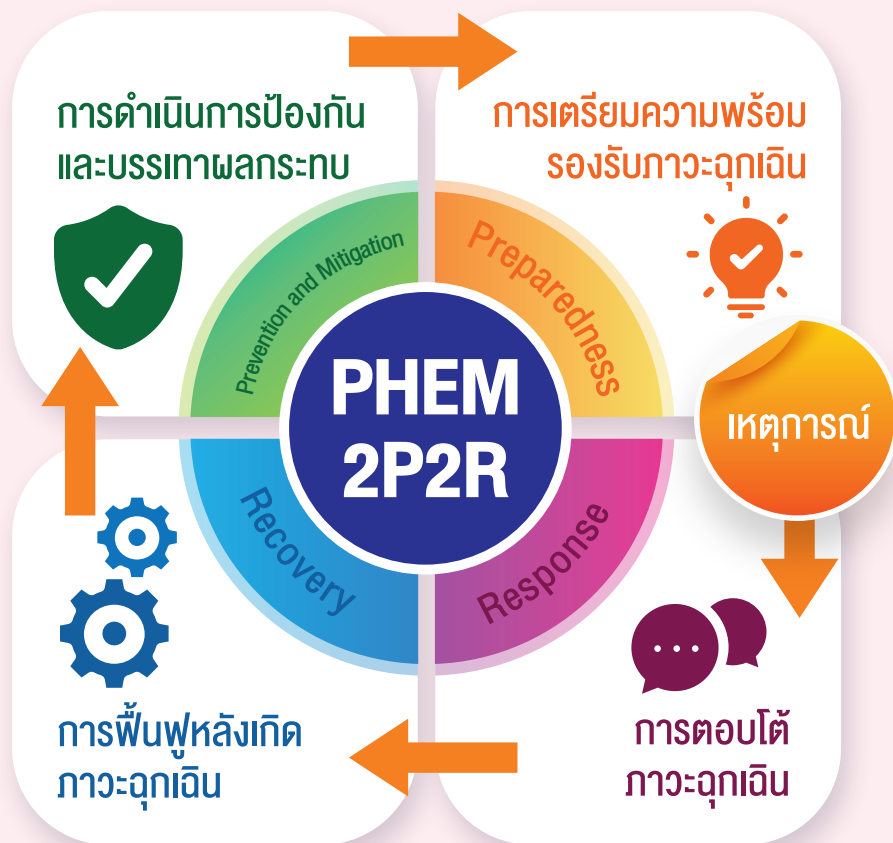 การดำเนินการป้องกัน
และบรรเทาผลกระทบ
การเตรียมความพร้อม
รองรับภาวะฉุกเฉิน
Prevention and Mitigation
Preparedness
PHEM
2P2R
เหตุการณ์
Recovery
Response
การฟื้นฟูหลังเกิด
ภาวะฉุกเฉิน
การตอบโต้
ภาวะฉุกเฉิน